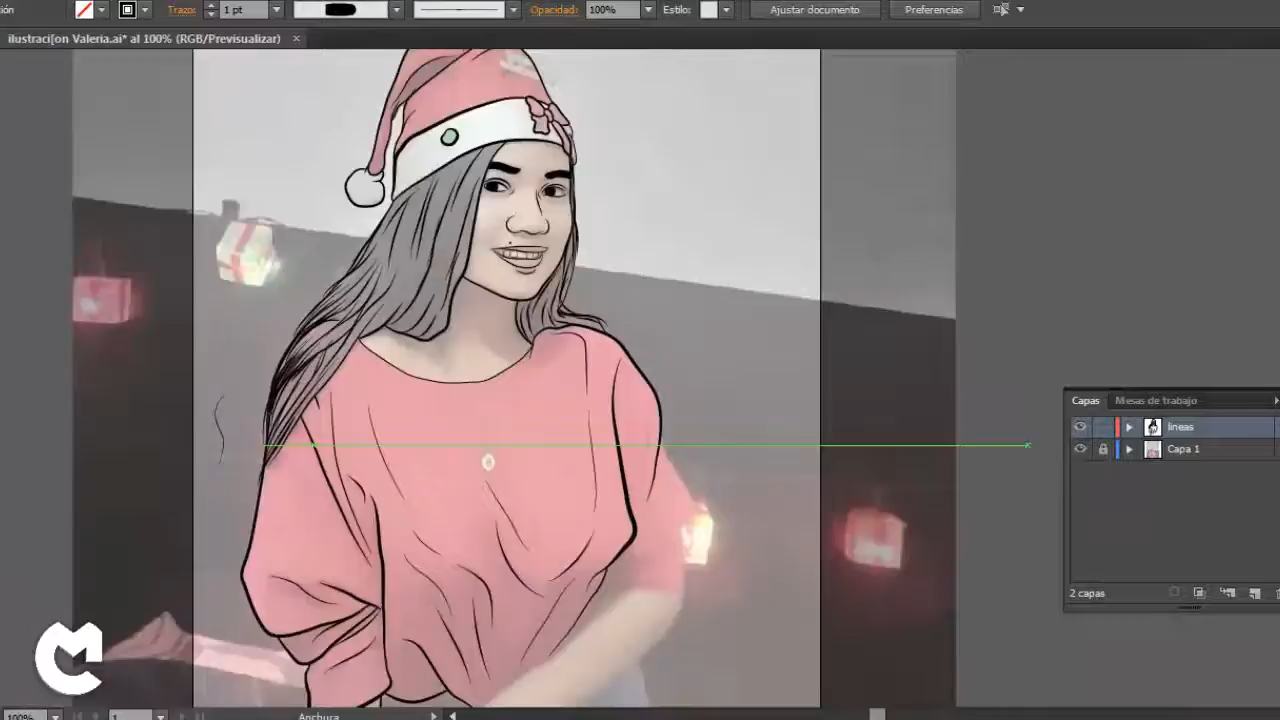 ión Trazo: 1 pt Opacidad: 100% Estilo: Ajustar documento Preferencias
ilustraci[on Valeria.ai* al 100% (RGB/Previsualizar) ×
Capas Mesas de trabajo
lineas
Capa 1
2 capas
100% 1 Anchura